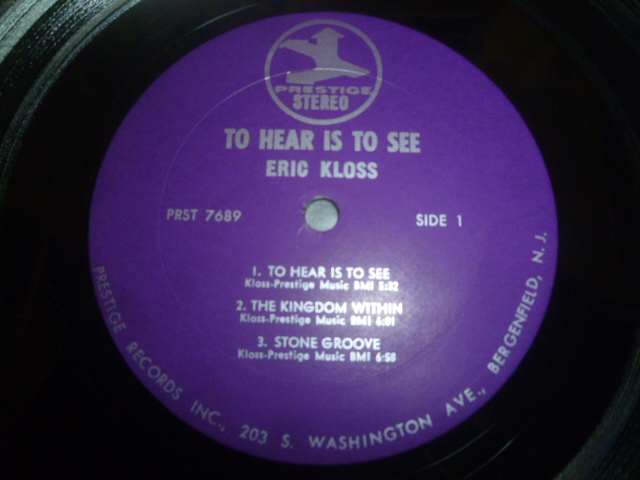 PRESTIGE
STEREO
TO HEAR IS TO SEE
ERIC KLOSS
PRST 7689
SIDE 1
1. TO HEAR IS TO SEE
Kloss-Prestige Music BMI 5:32
2. THE KINGDOM WITHIN
Kloss-Prestige Music BMI 6:01
3. STONE GROOVE
Kloss-Prestige Music BMI 6:58
PRESTIGE RECORDS INC., 203 S. WASHINGTON AVE., BERGENFIELD, N. J.